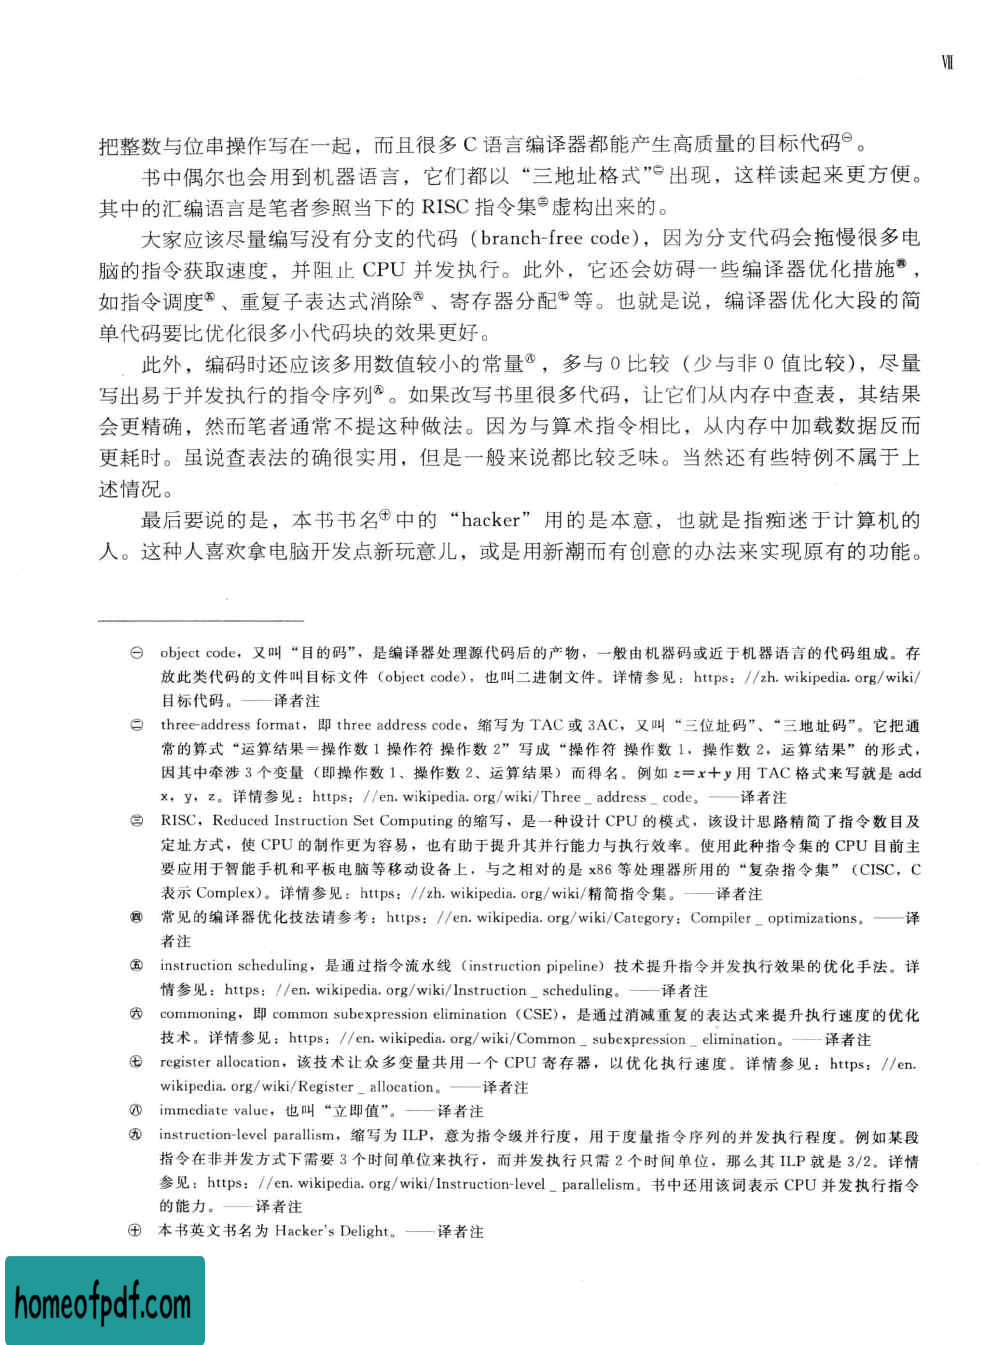 Ⅶ
把整数与位串操作写在一起，而且很多 C 语言编译器都能产生高质量的目标代码㊀。
书中偶尔也会用到机器语言，它们都以“三地址格式”㊁出现，这样读起来更方便。
其中的汇编语言是笔者参照当下的 RISC 指令集㊂虚构出来的。
大家应该尽量编写没有分支的代码（branch-free code），因为分支代码会拖慢很多电
脑的指令获取速度，并阻止 CPU 并发执行。此外，它还会妨碍一些编译器优化措施㊃，
如指令调度㊄、重复子表达式消除㊅、寄存器分配㊆等。也就是说，编译器优化大段的简
单代码要比优化很多小代码块的效果更好。
此外，编码时还应该多用数值较小的常量㊇，多与 0 比较（少与非 0 值比较），尽量
写出易于并发执行的指令序列㊈。如果改写书里很多代码，让它们从内存中查表，其结果
会更精确，然而笔者通常不提这种做法。因为与算术指令相比，从内存中加载数据反而
更耗时。虽说查表法的确很实用，但是一般来说都比较乏味。当然还有些特例不属于上
述情况。
最后要说的是，本书书名㊉中的“hacker”用的是本意，也就是指痴迷于计算机的
人。这种人喜欢拿电脑开发点新玩意儿，或是用新潮而有创意的办法来实现原有的功能。
㊀ object code，又叫“目的码”，是编译器处理源代码后的产物，一般由机器码或近于机器语言的代码组成。存
放此类代码的文件叫目标文件（object code），也叫二进制文件。详情参见：https：//zh. wikipedia. org/wiki/
目标代码。——译者注
㊁ three-address format，即 three address code，缩写为 TAC 或 3AC，又叫“三位址码”、“三地址码”。它把通
常的算式“运算结果＝操作数 1 操作符 操作数 2”写成“操作符 操作数 1，操作数 2，运算结果”的形式，
因其中牵涉 3 个变量（即操作数 1、操作数 2、运算结果）而得名。例如 z＝x＋y 用 TAC 格式来写就是 add
x，y，z。详情参见：https：//en. wikipedia. org/wiki/Three _ address _ code。——译者注
㊂ RISC，Reduced Instruction Set Computing 的缩写，是一种设计 CPU 的模式，该设计思路精简了指令数目及
定址方式，使 CPU 的制作更为容易，也有助于提升其并行能力与执行效率。使用此种指令集的 CPU 目前主
要应用于智能手机和平板电脑等移动设备上，与之相对的是 x86 等处理器所用的“复杂指令集”（CISC，C
表示 Complex）。详情参见：https：//zh. wikipedia. org/wiki/精简指令集。——译者注
㊃ 常见的编译器优化技法请参考：https：//en. wikipedia. org/wiki/Category：Compiler _ optimizations。——译
者注
㊄ instruction scheduling，是通过指令流水线（instruction pipeline）技术提升指令并发执行效果的优化手法。详
情参见：https：//en. wikipedia. org/wiki/Instruction _ scheduling。——译者注
㊅ commoning，即 common subexpression elimination（CSE），是通过消减重复的表达式来提升执行速度的优化
技术。详情参见：https：//en. wikipedia. org/wiki/Common _ subexpression _ elimination。——译者注
㊆ register allocation，该技术让众多变量共用一个 CPU 寄存器，以优化执行速度。详情参见：https：//en.
wikipedia. org/wiki/Register _ allocation。——译者注
㊇ immediate value，也叫“立即值”。——译者注
㊈ instruction-level parallism，缩写为 ILP，意为指令级并行度，用于度量指令序列的并发执行程度。例如某段
指令在非并发方式下需要 3 个时间单位来执行，而并发执行只需 2 个时间单位，那么其 ILP 就是 3/2。详情
参见：https：//en. wikipedia. org/wiki/Instruction-level _ parallelism。书中还用该词表示 CPU 并发执行指令
的能力。——译者注
㊉ 本书英文书名为 Hacker's Delight。——译者注
homeofpdf.com